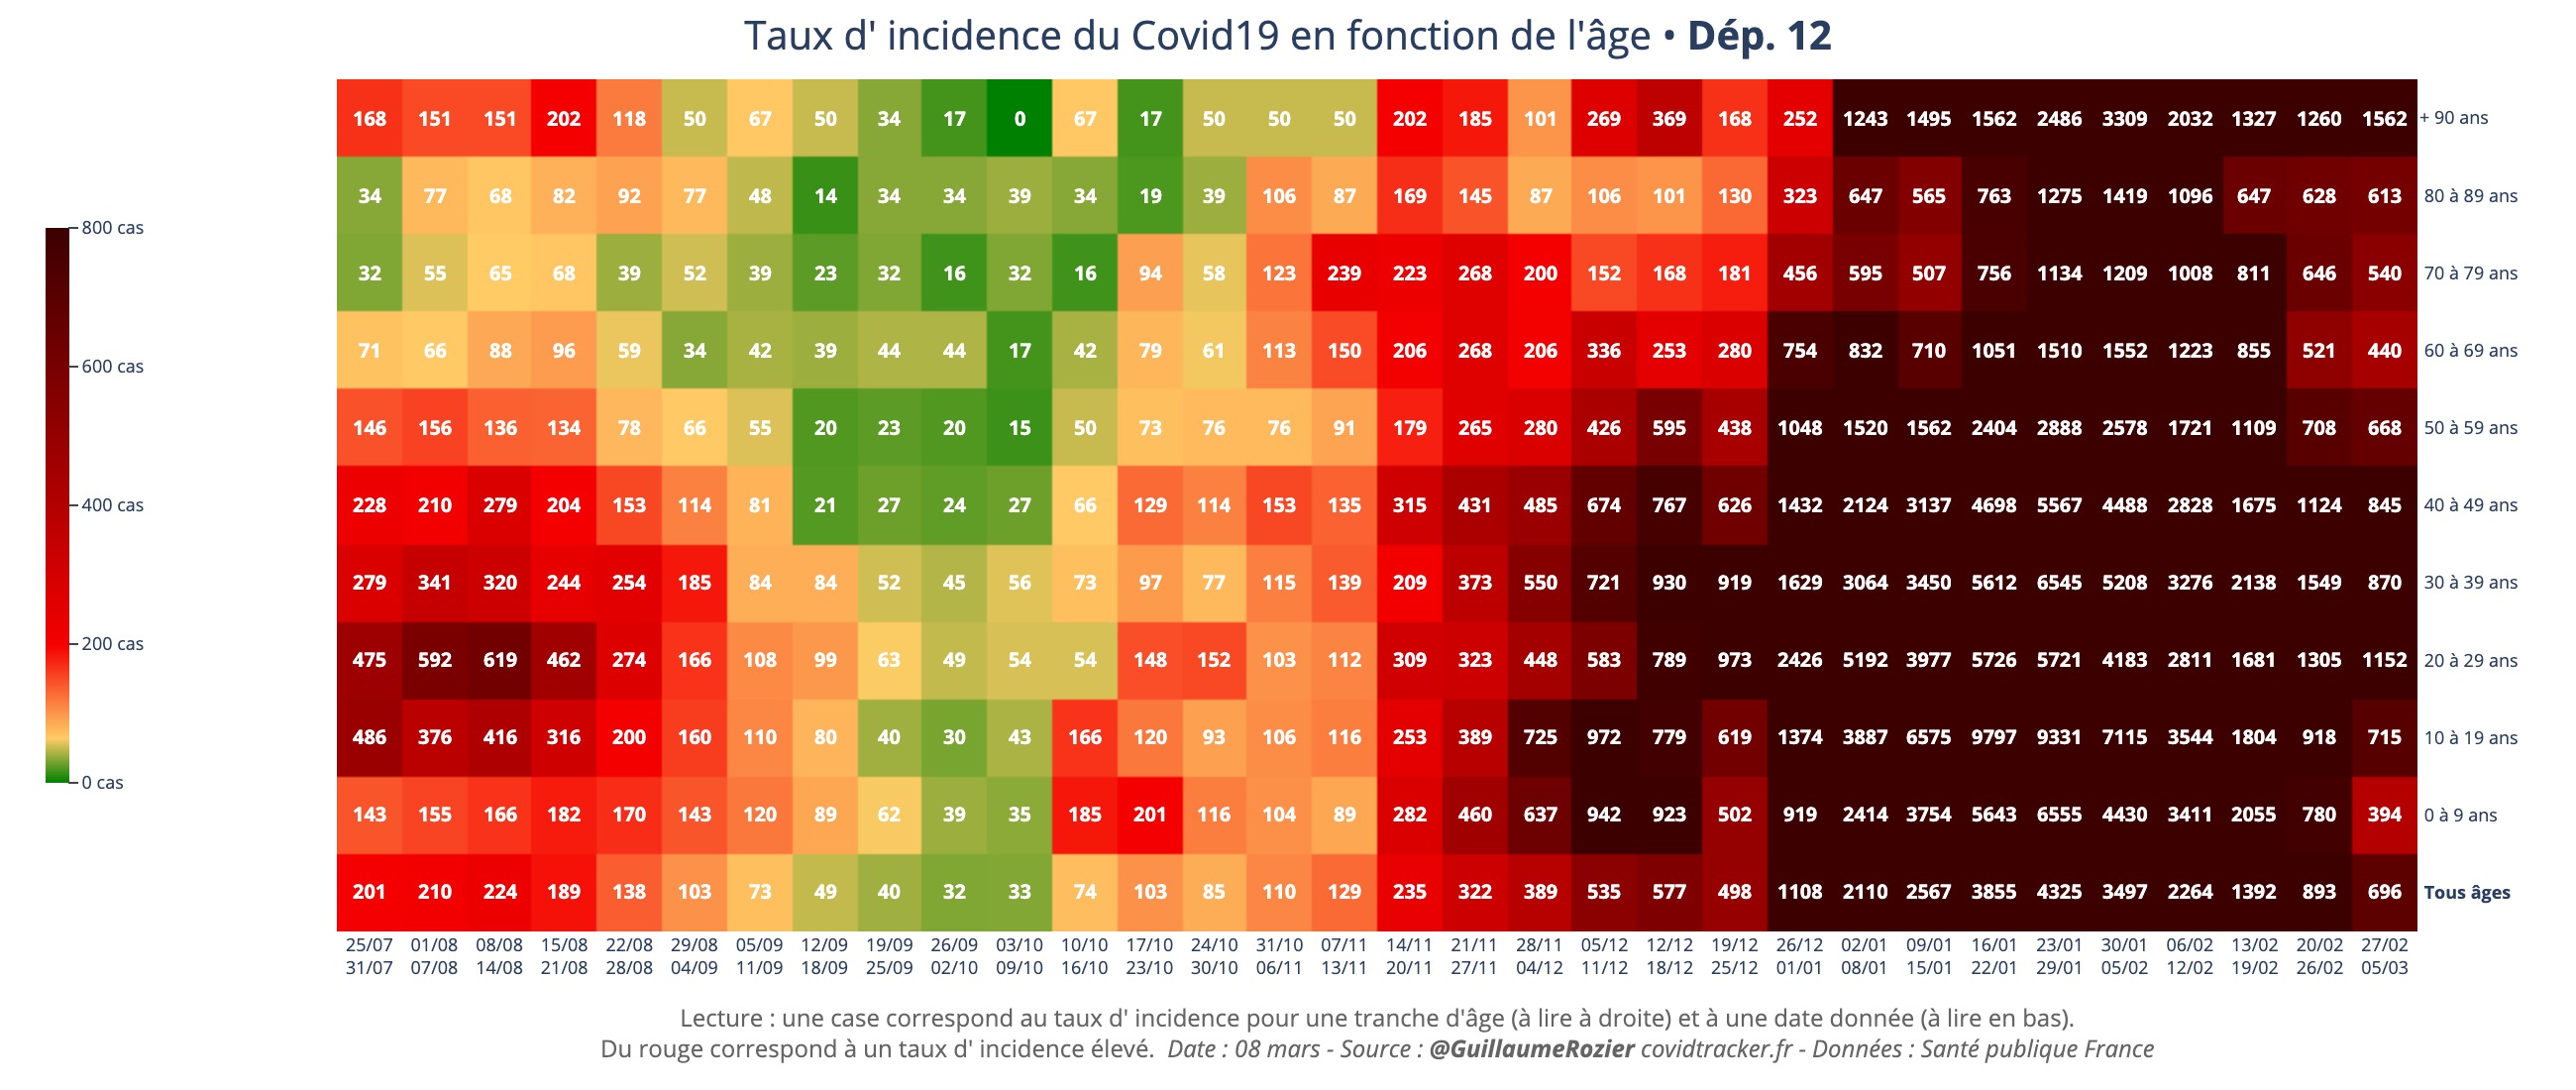 Taux d' incidence du Covid19 en fonction de l'âge • Dép. 12
168 151 151 202 118 50 67 50 34 17 0 67 17 50 50 50 202 185 101 269 369 168 252 1243 1495 1562 2486 3309 2032 1327 1260 1562 + 90 ans
34 77 68 82 92 77 48 14 34 34 39 34 19 39 106 87 169 145 87 106 101 130 323 647 565 763 1275 1419 1096 647 628 613 80 à 89 ans
800 cas
32 55 65 68 39 52 39 23 32 16 32 16 94 58 123 239 223 268 200 152 168 181 456 595 507 756 1134 1209 1008 811 646 540 70 à 79 ans
71 66 88 96 59 34 42 39 44 44 17 42 79 61 113 150 206 268 206 336 253 280 754 832 710 1051 1510 1552 1223 855 521 440 60 à 69 ans
600 cas
146 156 136 134 78 66 55 20 23 20 15 50 73 76 76 91 179 265 280 426 595 438 1048 1520 1562 2404 2888 2578 1721 1109 708 668 50 à 59 ans
400 cas
228 210 279 204 153 114 81 21 27 24 27 66 129 114 153 135 315 431 485 674 767 626 1432 2124 3137 4698 5567 4488 2828 1675 1124 845 40 à 49 ans
279 341 320 244 254 185 84 84 52 45 56 73 97 77 115 139 209 373 550 721 930 919 1629 3064 3450 5612 6545 5208 3276 2138 1549 870 30 à 39 ans
200 cas
475 592 619 462 274 166 108 99 63 49 54 54 148 152 103 112 309 323 448 583 789 973 2426 5192 3977 5726 5721 4183 2811 1681 1305 1152 20 à 29 ans
486 376 416 316 200 160 110 80 40 30 43 166 120 93 106 116 253 389 725 972 779 619 1374 3887 6575 9797 9331 7115 3544 1804 918 715 10 à 19 ans
0 cas
143 155 166 182 170 143 120 89 62 39 35 185 201 116 104 89 282 460 637 942 923 502 919 2414 3754 5643 6555 4430 3411 2055 780 394 0 à 9 ans
201 210 224 189 138 103 73 49 40 32 33 74 103 85 110 129 235 322 389 535 577 498 1108 2110 2567 3855 4325 3497 2264 1392 893 696 Tous âges
25/07 01/08 08/08 15/08 22/08 29/08 05/09 12/09 19/09 26/09 03/10 10/10 17/10 24/10 31/10 07/11 14/11 21/11 28/11 05/12 12/12 19/12 26/12 02/01 09/01 16/01 23/01 30/01 06/02 13/02 20/02 27/02
31/07 07/08 14/08 21/08 28/08 04/09 11/09 18/09 25/09 02/10 09/10 16/10 23/10 30/10 06/11 13/11 20/11 27/11 04/12 11/12 18/12 25/12 01/01 08/01 15/01 22/01 29/01 05/02 12/02 19/02 26/02 05/03
Lecture : une case correspond au taux d' incidence pour une tranche d'âge (à lire à droite) et à une date donnée (à lire en bas).
Du rouge correspond à un taux d' incidence élevé. Date : 08 mars - Source : @GuillaumeRozier covidtracker.fr - Données : Santé publique France